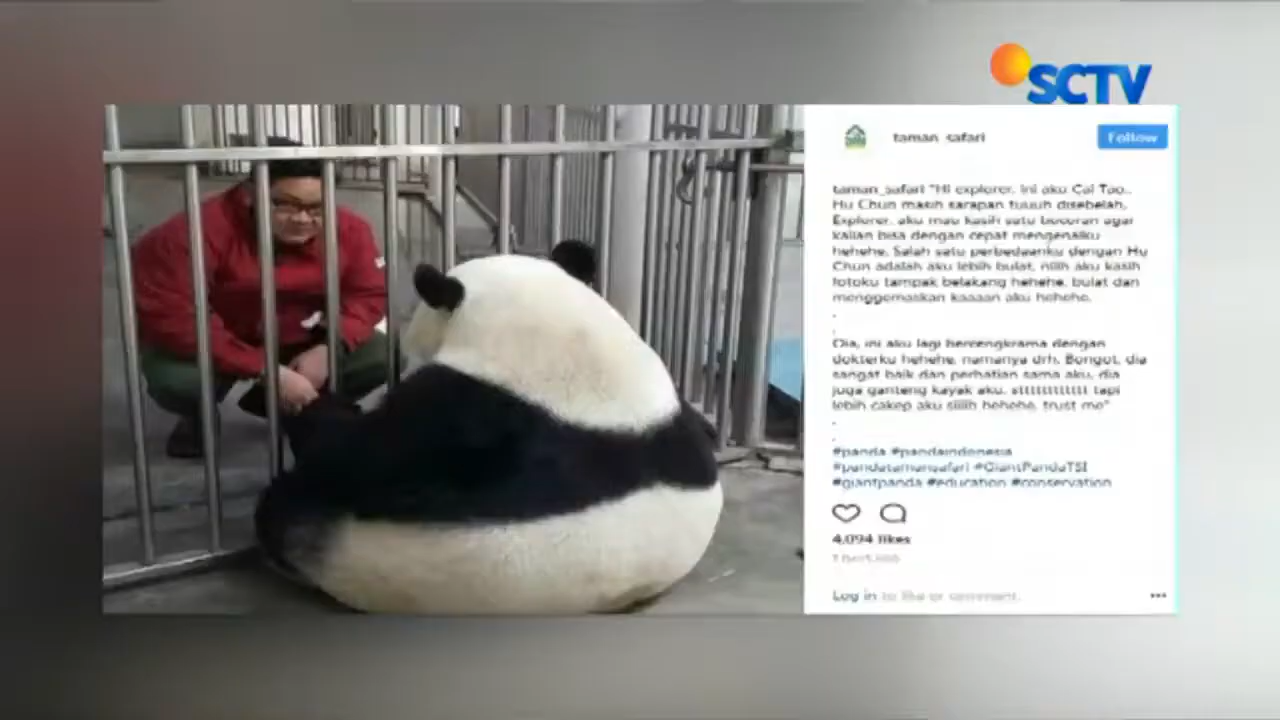 SCTV
taman_safari
Follow
taman_safari "Hi explorer, ini aku Cai Tao..
Hu Chun masih sarapan tuuuh disebelah.
Explorer, aku mau kasih satu bocoran agar
kalian bisa dengan cepat mengenalku
hehehe. Salah satu perbedaanku dengan Hu
Chun adalah aku lebih bulat, niiih aku kasih
fotoku tampak belakang hehehe, bulat dan
menggemaskan kaaaan aku hehehe.
.
.
Oia, ini aku lagi bercengkrama dengan
dokterku hehehe, namanya drh. Bongot, dia
sangat baik dan perhatian sama aku, dia
juga ganteng kayak aku, sttttttttttttt tapi
lebih cakep aku siiiih hehehe, trust me"
.
.
#panda #pandaindonesia
#pandatamansafari #GiantPandaTSI
#giantpanda #education #conservation
4,094 likes
Log in to like or comment.